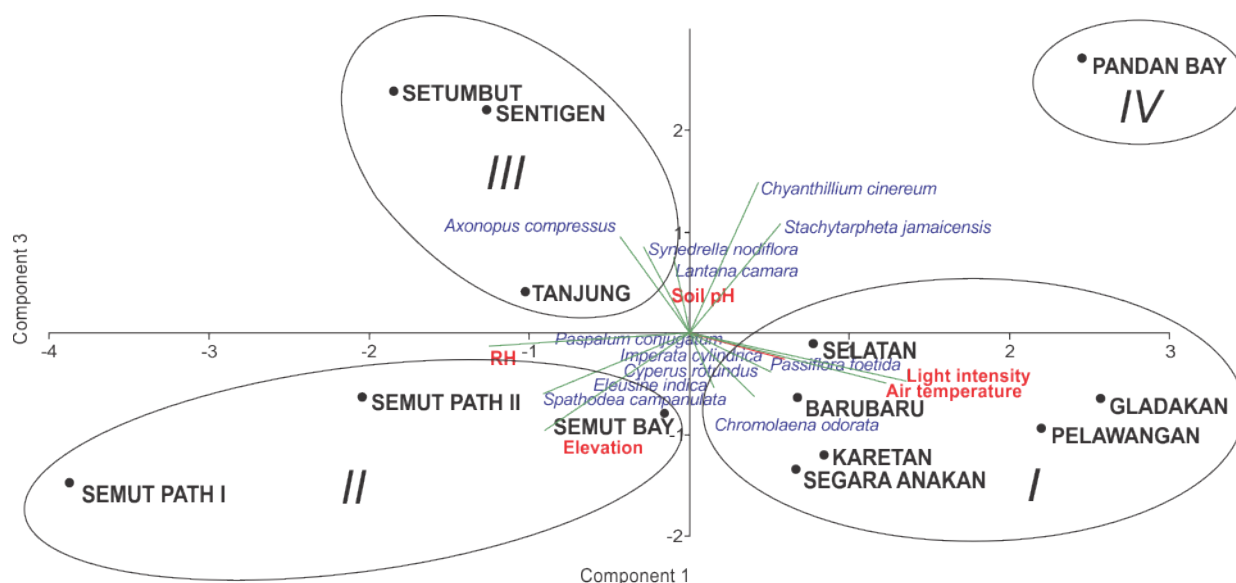 PANDAN BAY
IV
SETUMBUT
SENTIGEN
2
III
Chyanthillium cinereum
Axonopus compressus
Stachytarpheta jamaicensis
1
Synedrella nodiflora
Lantana camara
Component 3
TANJUNG
Soil pH
-4
-3
-2
-1
1
2
3
Paspalum conjugatum
SELATAN
RH
Imperata cylindrica
Passiflora foetida
Cyperus rotundus
Light intensity
Eleusine indica
Air temperature
Spathodea campanulata
SEMUT PATH II
BARUBARU
GLADAKAN
SEMUT BAY
Chromolaena odorata
-1
PELAWANGAN
Elevation
KARETAN
SEMUT PATH I
II
SEGARA ANAKAN
I
-2
Component 1